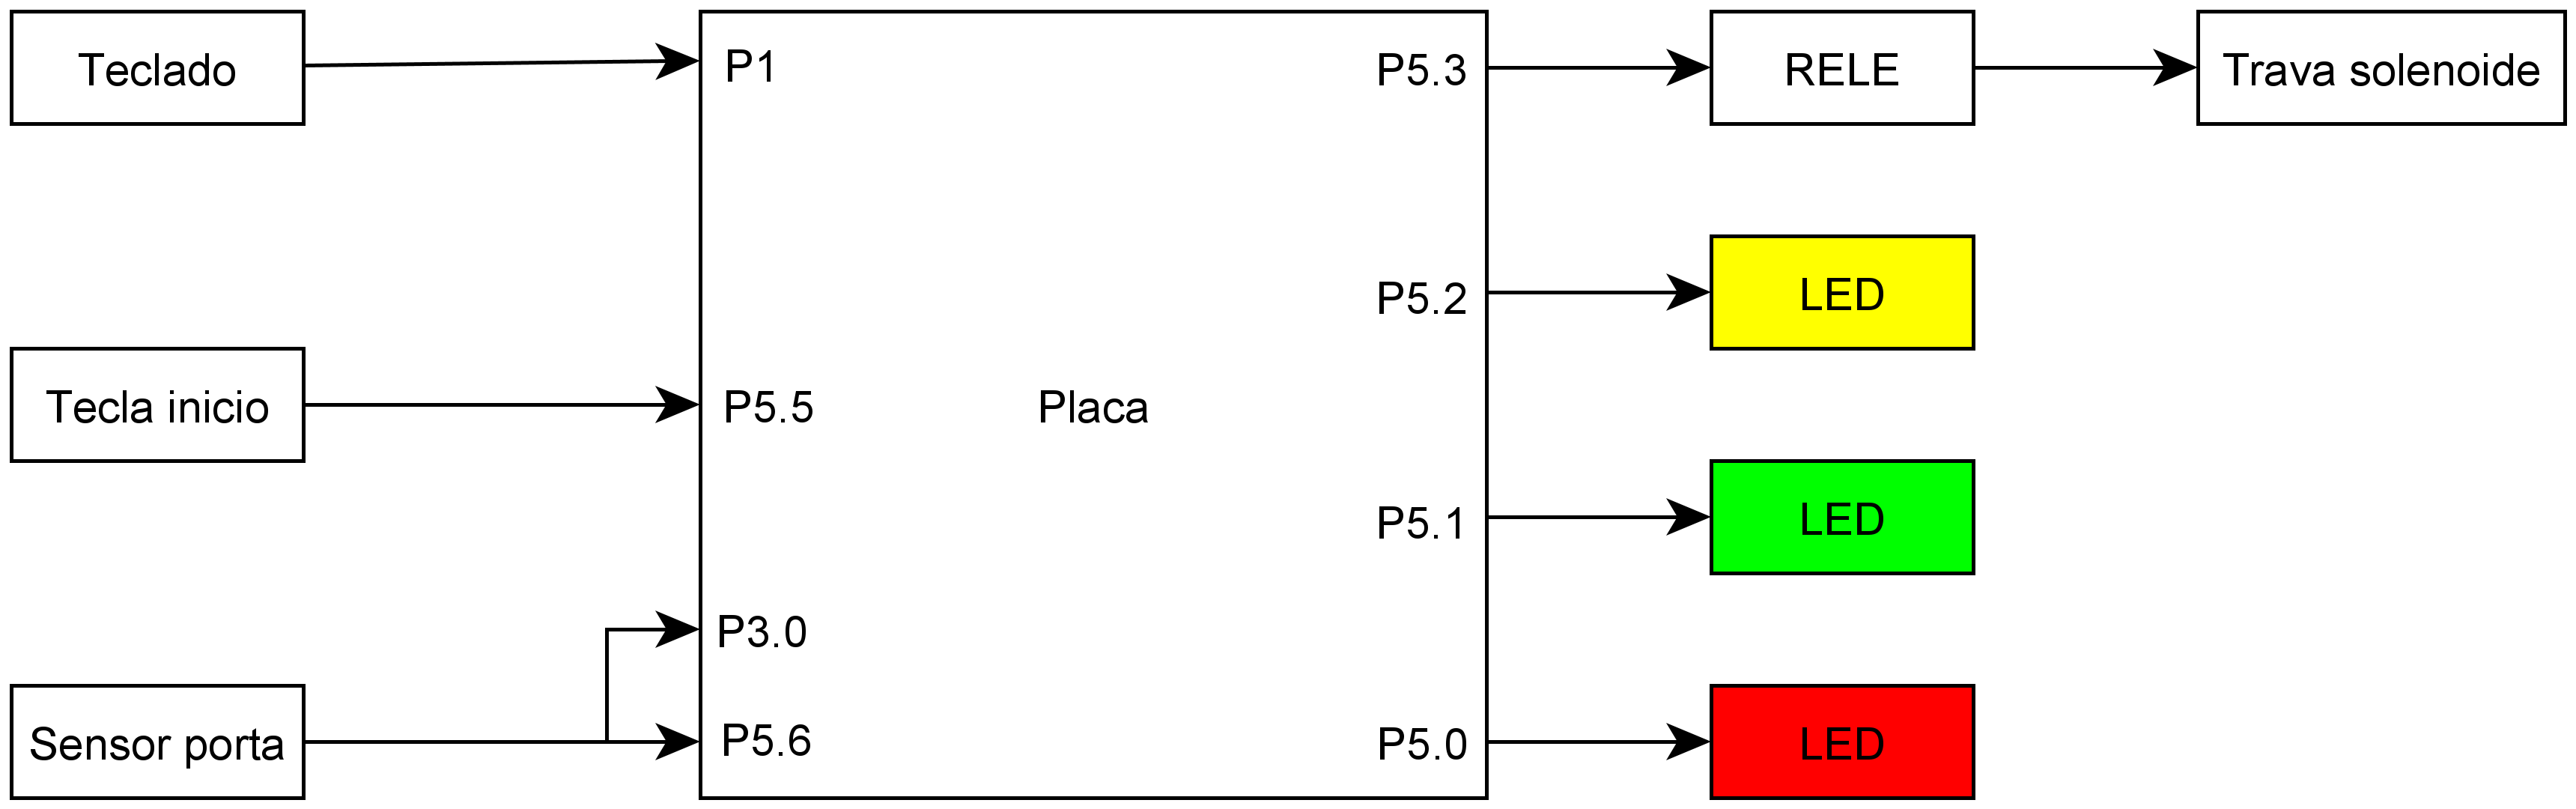 Teclado
P1
P5.3
RELE
Trava solenoide
P5.2
LED
Tecla inicio
P5.5
Placa
P5.1
LED
P3.0
Sensor porta
P5.6
P5.0
LED